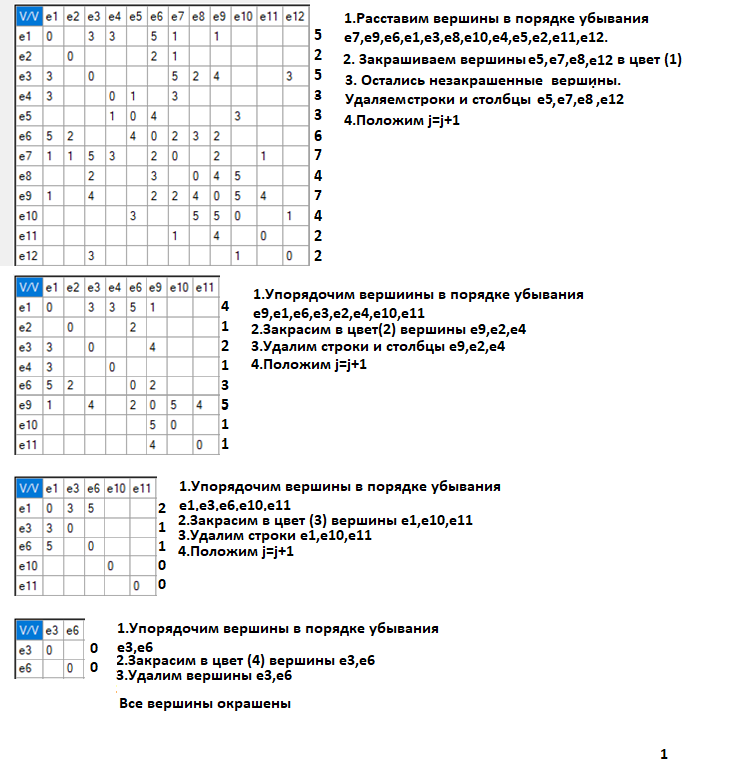 V/V e1 e2 e3 e4 e5 e6 e7 e8 e9 e10 e11 e12
e1 0 3 3 5 1 1 5
e2 0 2 1 2
e3 3 0 5 2 4 3 5
e4 3 0 1 3 3
e5 1 0 4 3 3
e6 5 2 4 0 2 3 2 6
e7 1 1 5 3 2 0 2 1 7
e8 2 3 0 4 5 4
e9 1 4 2 2 4 0 5 4 7
e10 3 5 5 0 1 4
e11 1 4 0 2
e12 3 1 0 2
1.Расставим вершины в порядке убывания
e7,e9,e6,e1,e3,e8,e10,e4,e5,e2,e11,e12.
2. Закрашиваем вершины e5,e7,e8,e12 в цвет (1)
3. Остались незакрашенные вершины.
Удаляемстроки и столбцы e5,e7,e8 ,e12
4.Положим j=j+1
V/V e1 e2 e3 e4 e6 e9 e10 e11
e1 0 3 3 5 1 4
e2 0 2 1
e3 3 0 4 2
e4 3 0 1
e6 5 2 0 2 3
e9 1 4 2 0 5 4 5
e10 5 0 1
e11 4 0 1
1.Упорядочим вершиины в порядке убывания
e9,e1,e6,e3,e2,e4,e10,e11
2.Закрасим в цвет(2) вершины e9,e2,e4
3.Удалим строки и столбцы e9,e2,e4
4.Положим j=j+1
V/V e1 e3 e6 e10 e11
e1 0 3 5 2
e3 3 0 1
e6 5 0 1
e10 0 0
e11 0 0
1.Упорядочим вершины в порядке убывания
e1,e3,e6,e10,e11
2.Закрасим в цвет (3) вершины e1,e10,e11
3.Удалим строки e1,e10,e11
4.Положим j=j+1
V/V e3 e6
e3 0 0
e6 0 0
1.Упорядочим вершины в порядке убывания
e3,e6
2.Закрасим в цвет (4) вершины e3,e6
3.Удалим вершины e3,e6
Все вершины окрашены
1